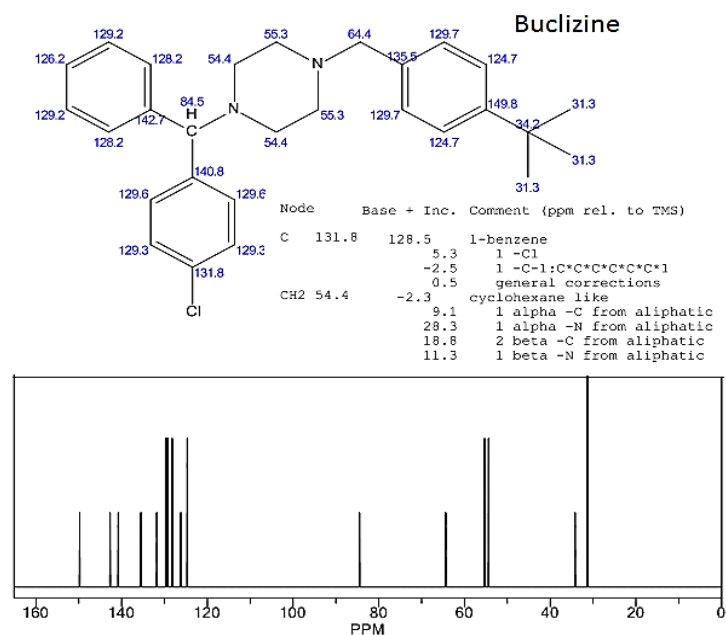 Buclizine
129.2 55.3 64.4 129.7
126.2 128.2 54.4 N 135.5 124.7
84.5
H
129.2 142.7 N 149.8 31.3
C 55.3 129.7 34.2
128.2 54.4 124.7
31.3
140.8 31.3
129.6 129.6
Node Base + Inc. Comment (ppm rel. to TMS)
C 131.8 128.5 1-benzene
129.3 129.3 5.3 1 -Cl
131.8 -2.5 1 -C-1:C*C*C*C*C*C*1
0.5 general corrections
Cl CH2 54.4 -2.3 cyclohexane like
9.1 1 alpha -C from aliphatic
28.3 1 alpha -N from aliphatic
18.8 2 beta -C from aliphatic
11.3 1 beta -N from aliphatic
160 140 120 100 80 60 40 20 0
PPM